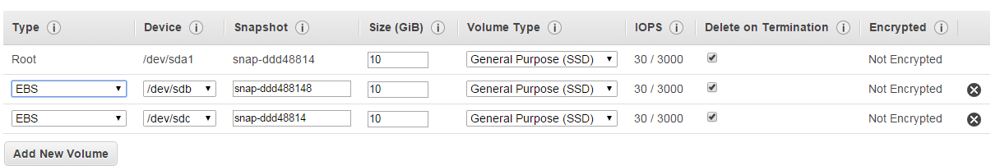 Type i Device i Snapshot i Size (GiB) i Volume Type i IOPS i Delete on Termination i Encrypted i
Root /dev/sda1 snap-ddd48814 10 General Purpose (SSD) 30 / 3000 Not Encrypted
EBS /dev/sdb snap-ddd488148 10 General Purpose (SSD) 30 / 3000 Not Encrypted
EBS /dev/sdc snap-ddd48814 10 General Purpose (SSD) 30 / 3000 Not Encrypted
Add New Volume